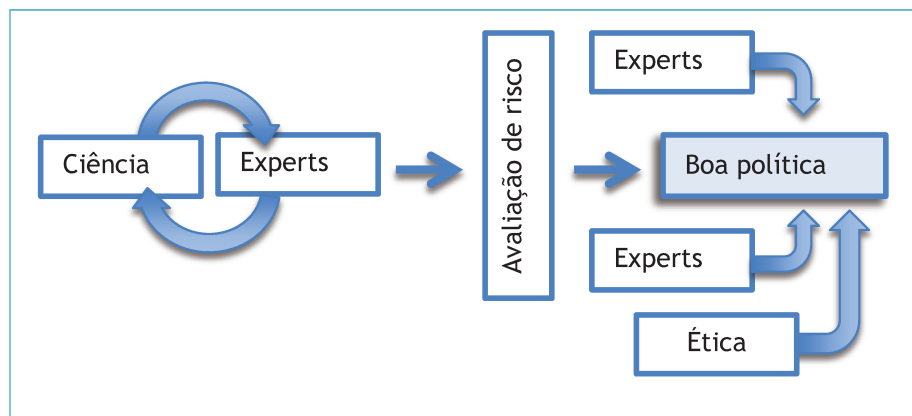 Ciência
Experts
Avaliação de risco
Experts
Boa política
Experts
Ética